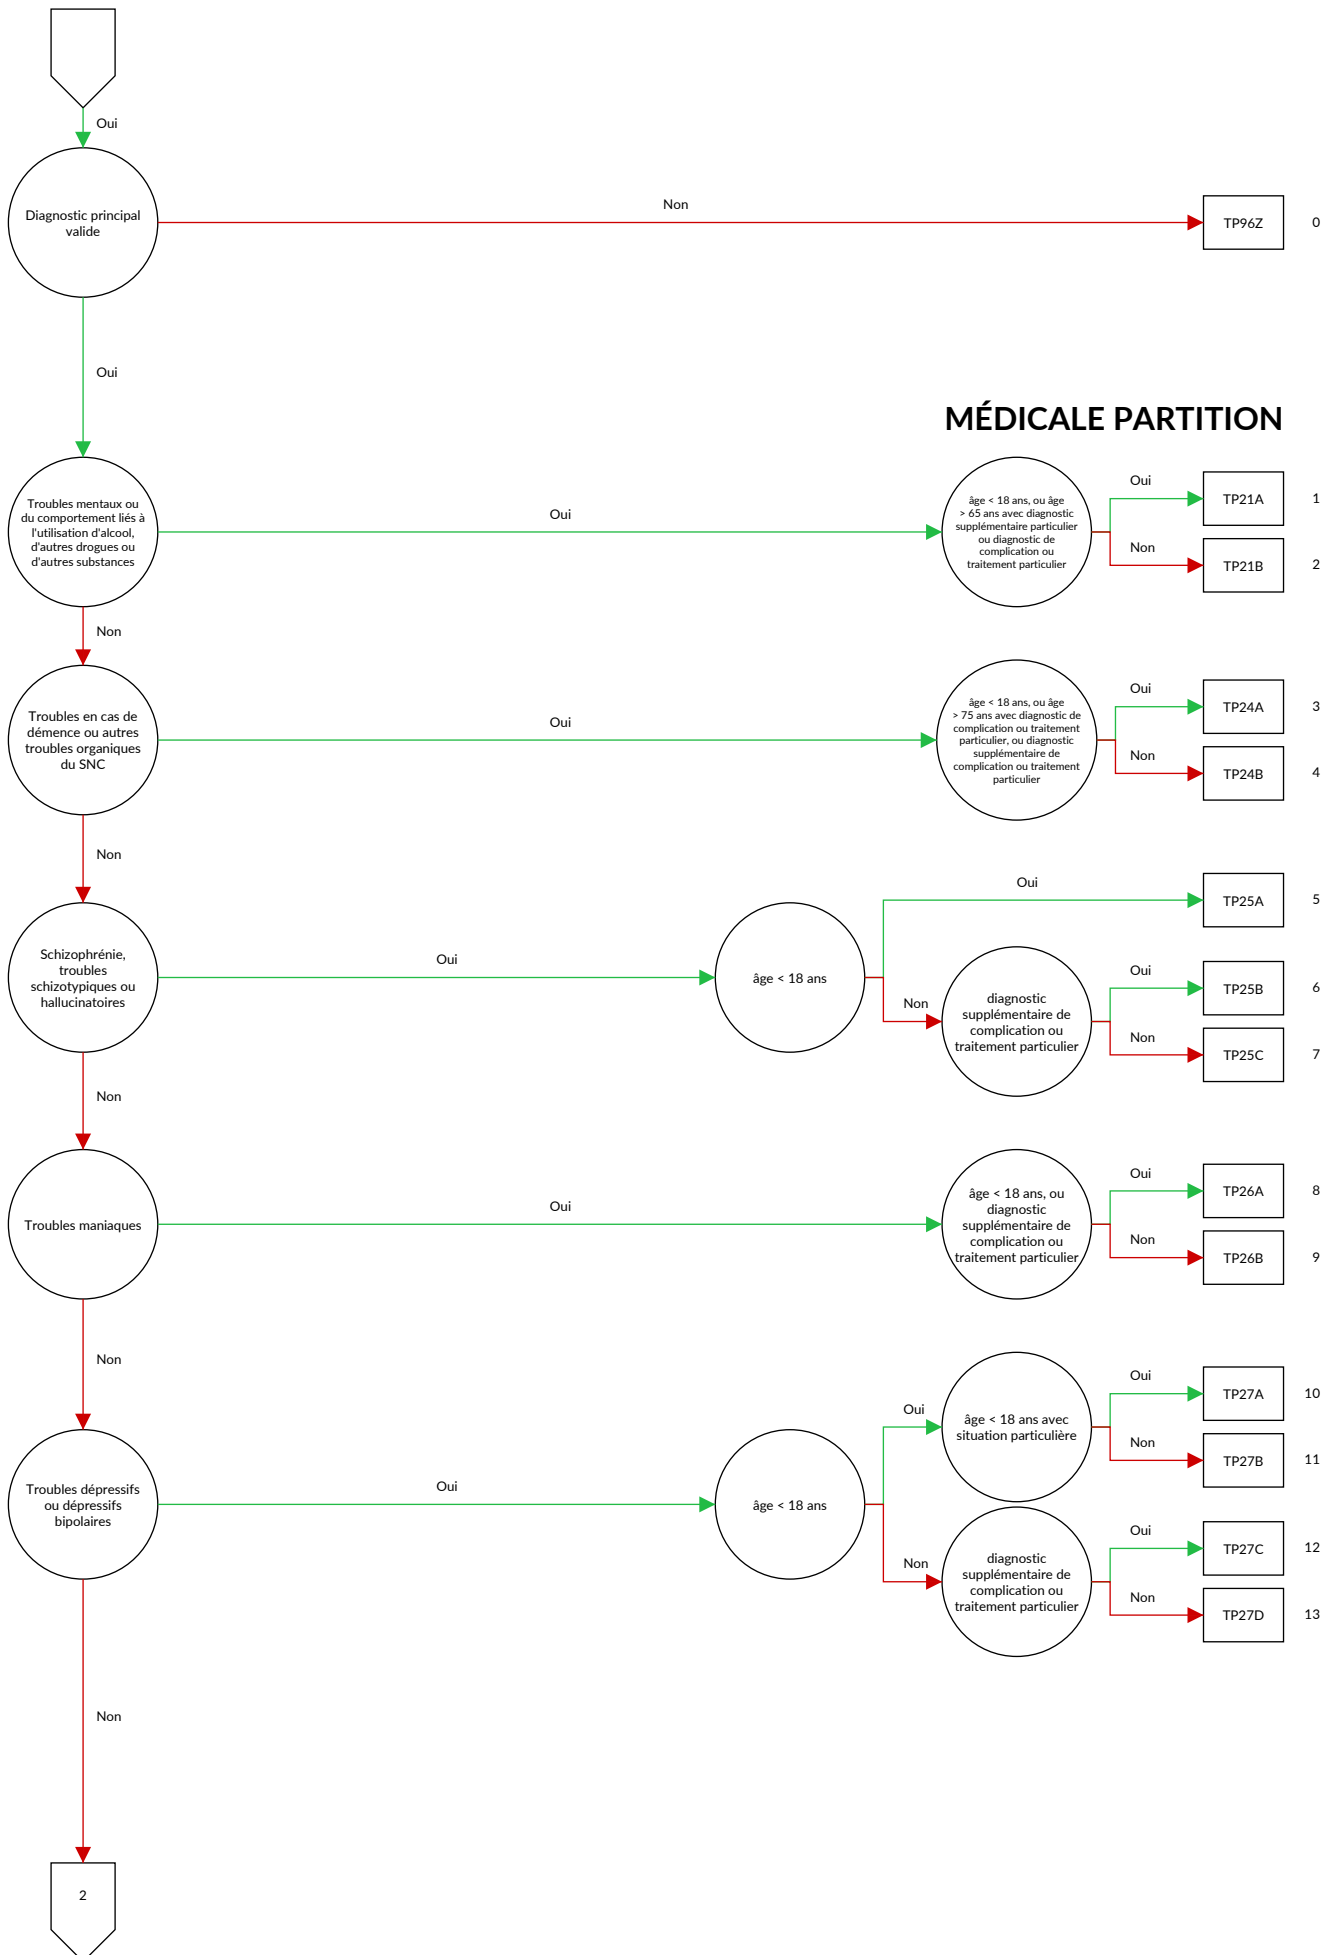 Oui
Diagnostic principal
valide
Non
TP96Z
0
Oui
MÉDICALE PARTITION
Troubles mentaux ou
du comportement liés à
l'utilisation d'alcool,
d'autres drogues ou
d'autres substances
Oui
âge < 18 ans, ou âge
> 65 ans avec diagnostic
supplémentaire particulier
ou diagnostic de
complication ou
traitement particulier
Oui
TP21A
1
Non
TP21B
2
Non
Troubles en cas de
démence ou autres
troubles organiques
du SNC
Oui
âge < 18 ans, ou âge
> 75 ans avec diagnostic de
complication ou traitement
particulier, ou diagnostic
supplémentaire de
complication ou traitement
particulier
Oui
TP24A
3
Non
TP24B
4
Non
Schizophrénie,
troubles
schizotypiques ou
hallucinatoires
Oui
âge < 18 ans
Oui
TP25A
5
Non
diagnostic
supplémentaire de
complication ou
traitement particulier
Oui
TP25B
6
Non
TP25C
7
Non
Troubles maniaques
Oui
âge < 18 ans, ou
diagnostic
supplémentaire de
complication ou
traitement particulier
Oui
TP26A
8
Non
TP26B
9
Non
Troubles dépressifs
ou dépressifs
bipolaires
Oui
âge < 18 ans
Oui
âge < 18 ans avec
situation particulière
Oui
TP27A
10
Non
TP27B
11
Non
diagnostic
supplémentaire de
complication ou
traitement particulier
Oui
TP27C
12
Non
TP27D
13
Non
2